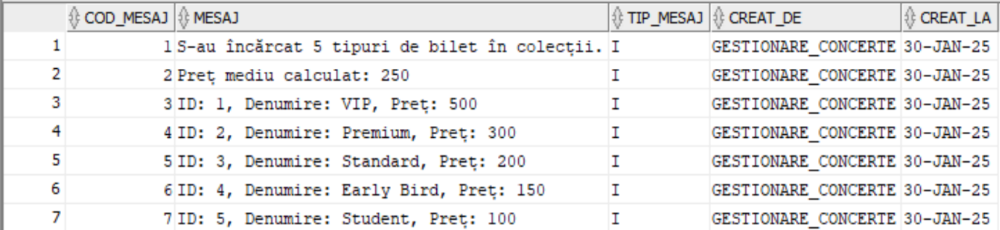 COD_MESAJ MESAJ TIP_MESAJ CREAT_DE CREAT_LA
1 1 S-au încărcat 5 tipuri de bilet în colecții. I GESTIONARE_CONCERTE 30-JAN-25
2 2 Preț mediu calculat: 250 I GESTIONARE_CONCERTE 30-JAN-25
3 3 ID: 1, Denumire: VIP, Preț: 500 I GESTIONARE_CONCERTE 30-JAN-25
4 4 ID: 2, Denumire: Premium, Preț: 300 I GESTIONARE_CONCERTE 30-JAN-25
5 5 ID: 3, Denumire: Standard, Preț: 200 I GESTIONARE_CONCERTE 30-JAN-25
6 6 ID: 4, Denumire: Early Bird, Preț: 150 I GESTIONARE_CONCERTE 30-JAN-25
7 7 ID: 5, Denumire: Student, Preț: 100 I GESTIONARE_CONCERTE 30-JAN-25